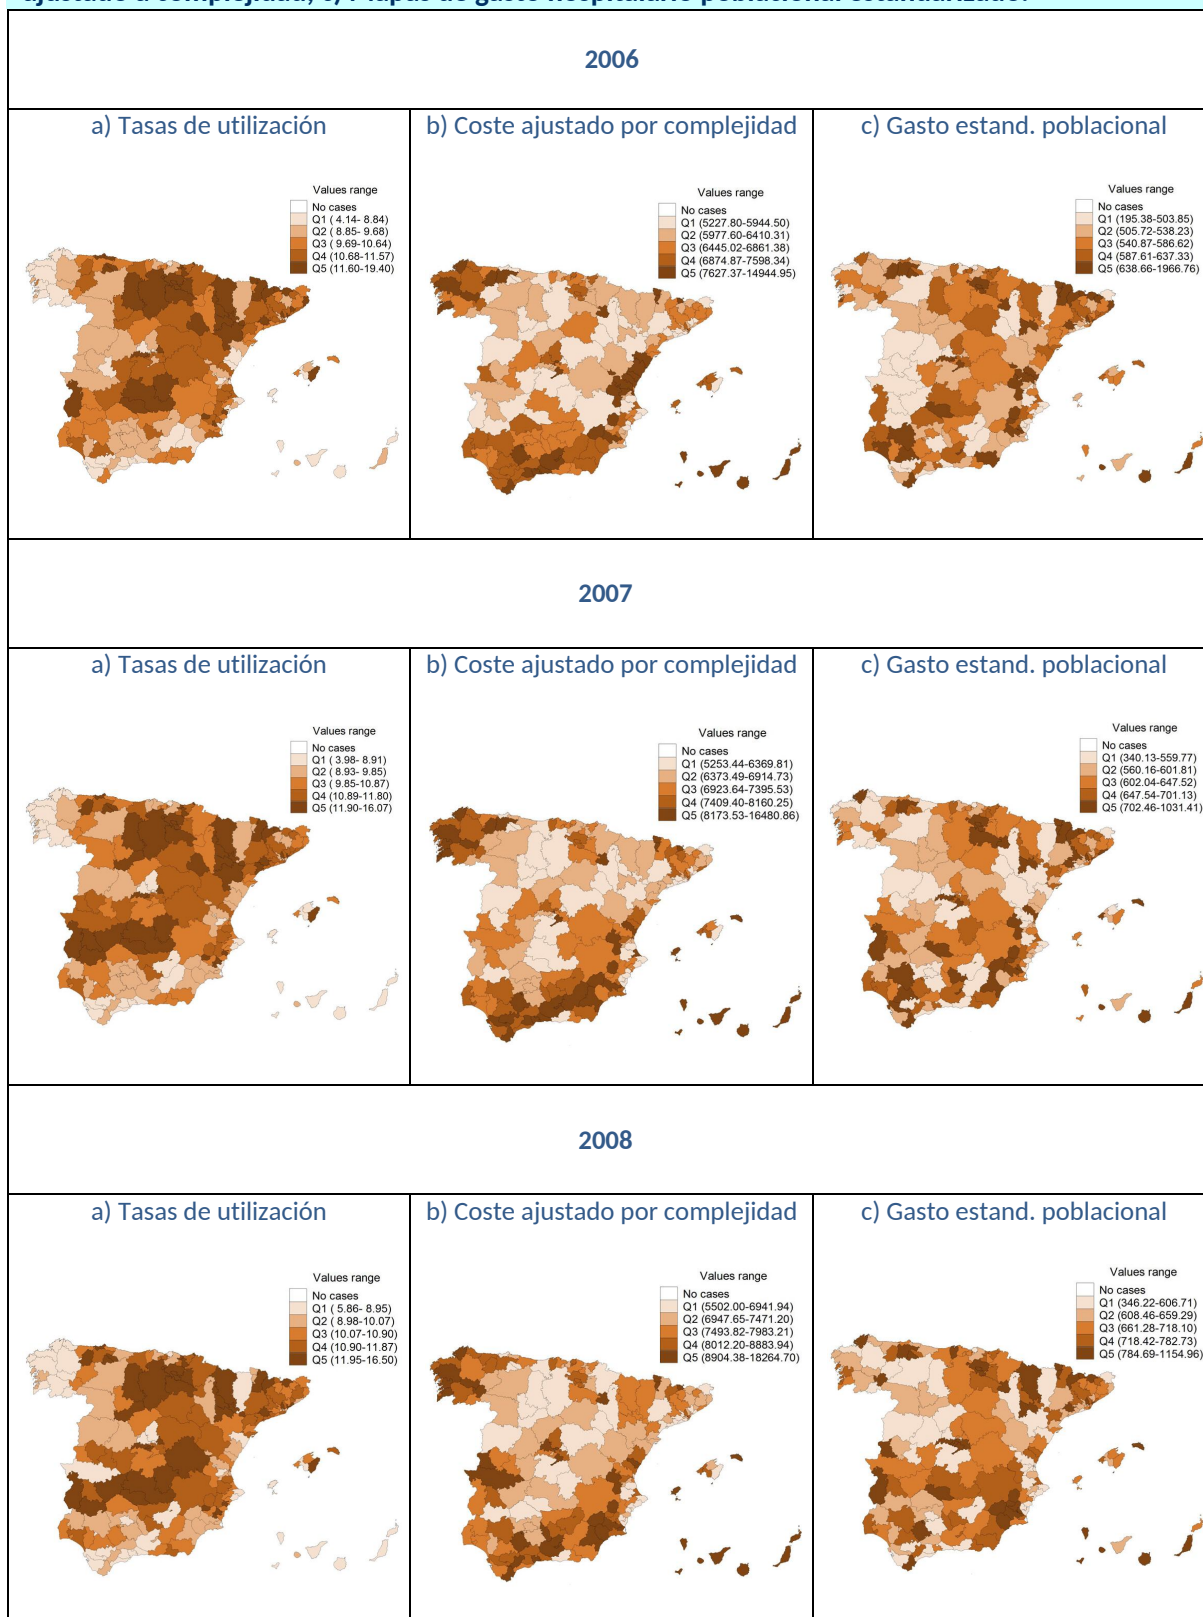 ajustado a complejidad; c) Mapas de gasto hospitalario poblacional estandarizado.
2006
a) Tasas de utilización
b) Coste ajustado por complejidad
c) Gasto estand. poblacional
Values range
No cases
Q1 ( 4.14- 8.84)
Q2 ( 8.85- 9.68)
Q3 ( 9.69-10.64)
Q4 (10.68-11.57)
Q5 (11.60-19.40)
Values range
No cases
Q1 (5227.80-5944.50)
Q2 (5977.60-6410.31)
Q3 (6445.02-6861.38)
Q4 (6874.87-7598.34)
Q5 (7627.37-14944.95)
Values range
No cases
Q1 (195.38-503.85)
Q2 (505.72-538.23)
Q3 (540.87-586.62)
Q4 (587.61-637.33)
Q5 (638.66-1966.76)
2007
a) Tasas de utilización
b) Coste ajustado por complejidad
c) Gasto estand. poblacional
Values range
No cases
Q1 ( 3.98- 8.91)
Q2 ( 8.93- 9.85)
Q3 ( 9.85-10.87)
Q4 (10.89-11.80)
Q5 (11.90-16.07)
Values range
No cases
Q1 (5253.44-6369.81)
Q2 (6373.49-6914.73)
Q3 (6923.64-7395.53)
Q4 (7409.40-8160.25)
Q5 (8173.53-16480.86)
Values range
No cases
Q1 (340.13-559.77)
Q2 (560.16-601.81)
Q3 (602.04-647.52)
Q4 (647.54-701.13)
Q5 (702.46-1031.41)
2008
a) Tasas de utilización
b) Coste ajustado por complejidad
c) Gasto estand. poblacional
Values range
No cases
Q1 ( 5.86- 8.95)
Q2 ( 8.98-10.07)
Q3 (10.07-10.90)
Q4 (10.90-11.87)
Q5 (11.95-16.50)
Values range
No cases
Q1 (5502.00-6941.94)
Q2 (6947.65-7471.20)
Q3 (7493.82-7983.21)
Q4 (8012.20-8883.94)
Q5 (8904.38-18264.70)
Values range
No cases
Q1 (346.22-606.71)
Q2 (608.46-659.29)
Q3 (661.28-718.10)
Q4 (718.42-782.73)
Q5 (784.69-1154.96)